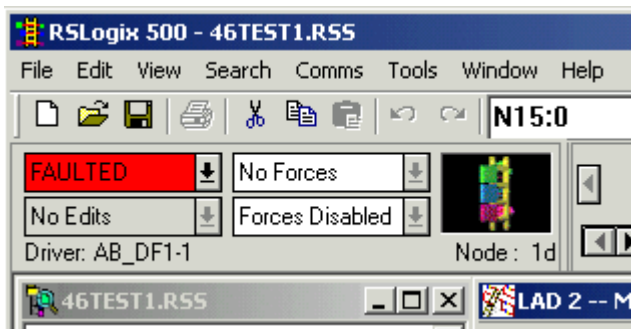 RSLogix 500 - 46TEST1.RSS
File Edit View Search Comms Tools Window Help
N15:0
FAULTED No Forces
No Edits Forces Disabled
Driver: AB_DF1-1 Node : 1d
46TEST1.RSS LAD 2 -- M